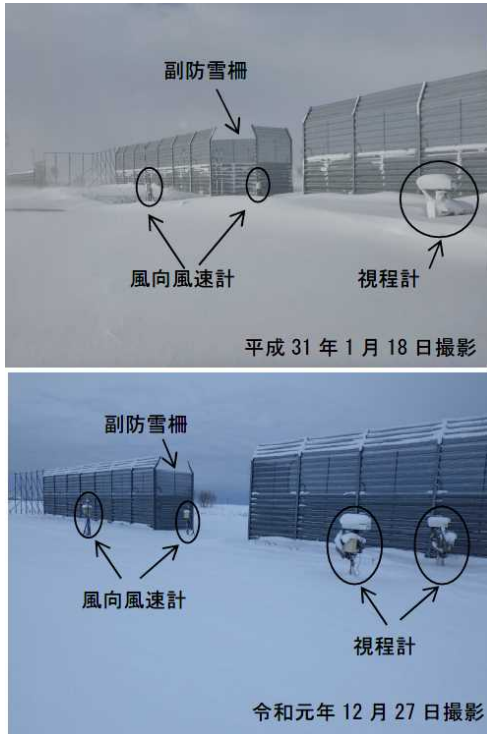 副防雪柵
風向風速計
視程計
平成 31 年 1 月 18 日撮影
副防雪柵
風向風速計
視程計
令和元年 12 月 27 日撮影